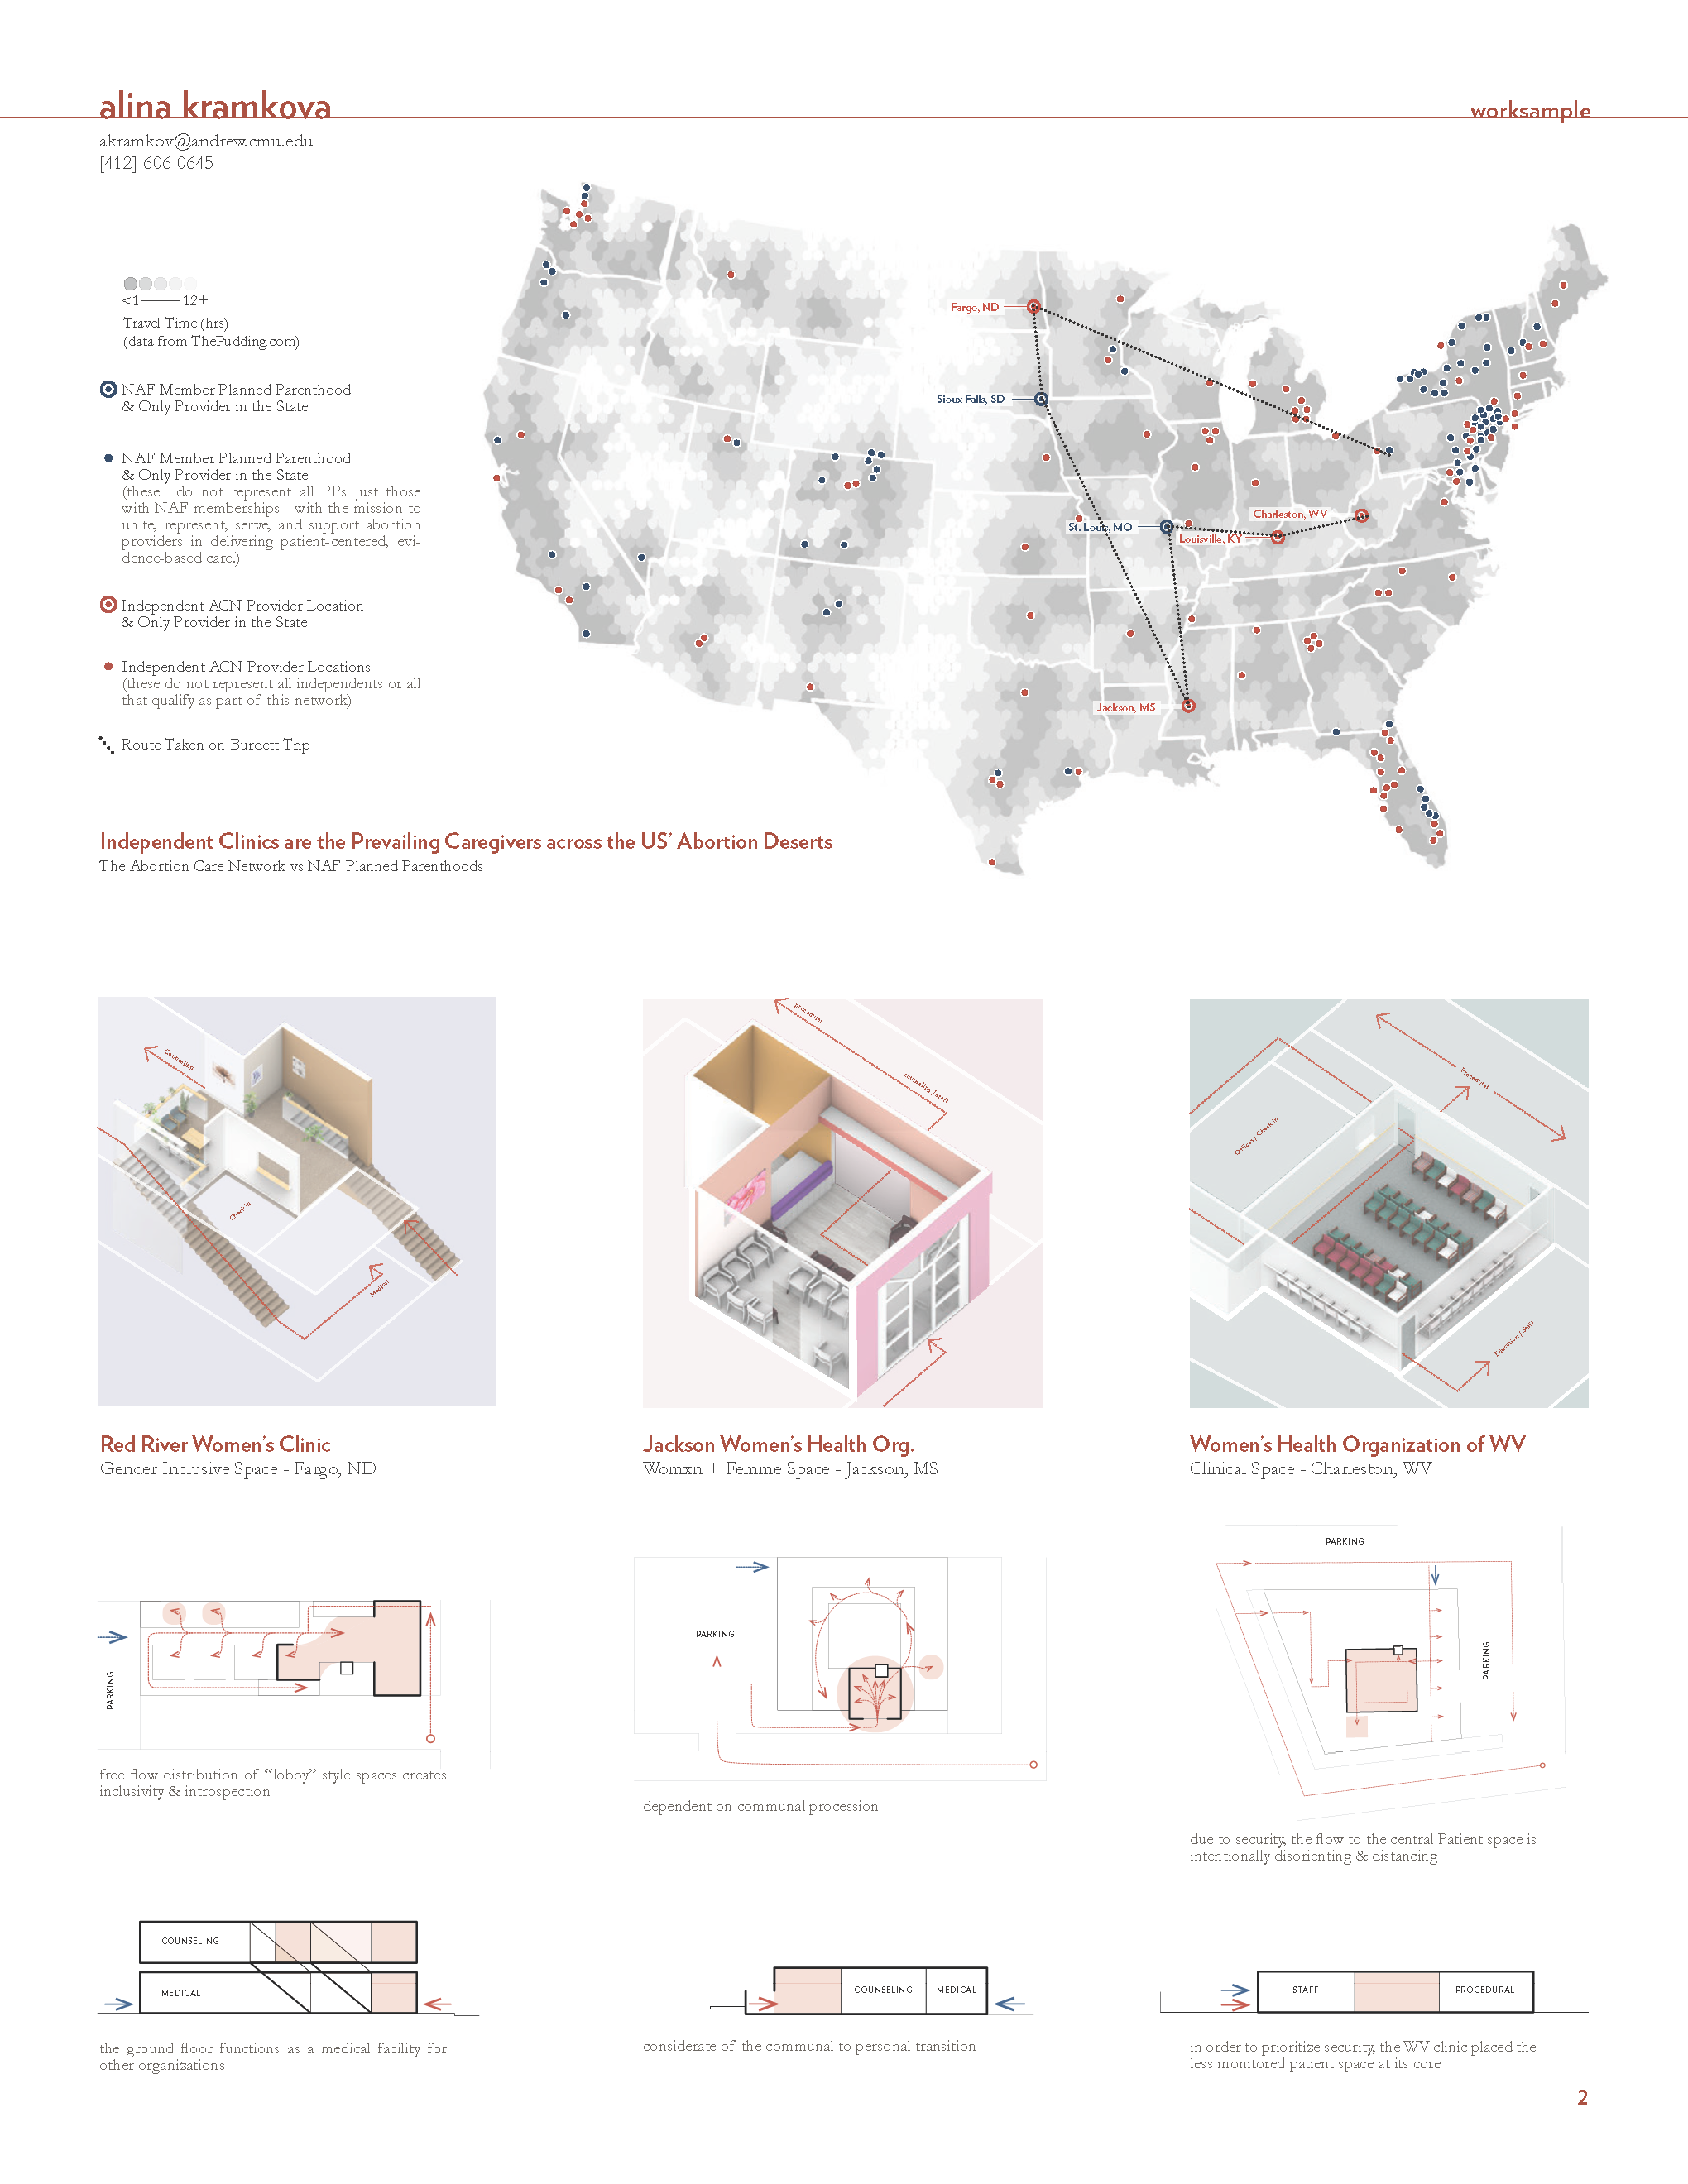 alina kramkova
worksample
akramkov@andrew.cmu.edu
[412]-606-0645
<1 12+
Travel Time (hrs)
(data from ThePudding.com)
NAF Member Planned Parenthood
& Only Provider in the State
NAF Member Planned Parenthood
& Only Provider in the State
(these do not represent all PPs just those
with NAF memberships - with the mission to
unite, represent, serve, and support abortion
providers in delivering patient-centered, evi-
dence-based care.)
Independent ACN Provider Location
& Only Provider in the State
Independent ACN Provider Locations
(these do not represent all independents or all
that qualify as part of this network)
Route Taken on Burdett Trip
Fargo, ND
Sioux Falls, SD
St. Louis, MO
Charleston, WV
Louisville, KY
Jackson, MS
Independent Clinics are the Prevailing Caregivers across the US' Abortion Deserts
The Abortion Care Network vs NAF Planned Parenthoods
Counseling
Check In
Medical
procedural
counseling / staff
Offices / Check In
Procedural
Education / Staff
Red River Women's Clinic
Gender Inclusive Space - Fargo, ND
Jackson Women's Health Org.
Womxn + Femme Space - Jackson, MS
Women's Health Organization of WV
Clinical Space - Charleston, WV
PARKING
free flow distribution of "lobby" style spaces creates
inclusivity & introspection
PARKING
dependent on communal procession
PARKING
PARKING
due to security, the flow to the central Patient space is
intentionally disorienting & distancing
COUNSELING
MEDICAL
the ground floor functions as a medical facility for
other organizations
COUNSELING
MEDICAL
considerate of the communal to personal transition
STAFF
PROCEDURAL
in order to prioritize security, the WV clinic placed the
less monitored patient space at its core
2